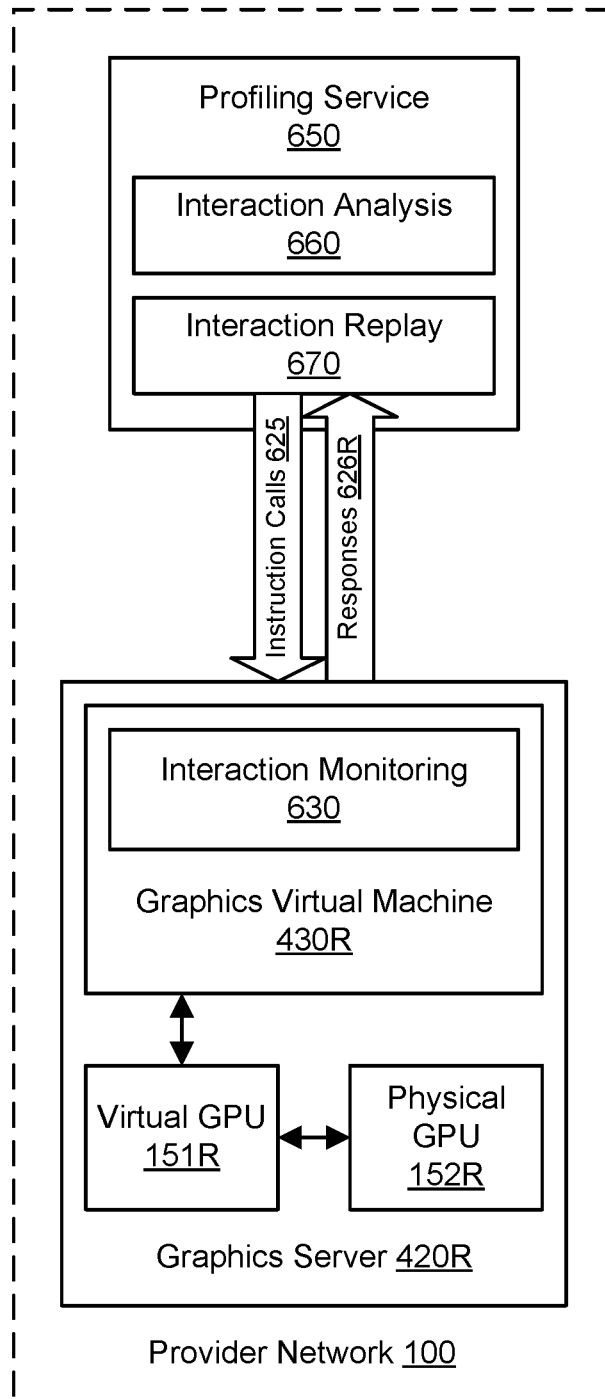 Profiling Service
650
Interaction Analysis
660
Interaction Replay
670
Instruction Calls 625
Responses 626R
Interaction Monitoring
630
Graphics Virtual Machine
430R
Virtual GPU
151R
Physical
GPU
152R
Graphics Server 420R
Provider Network 100